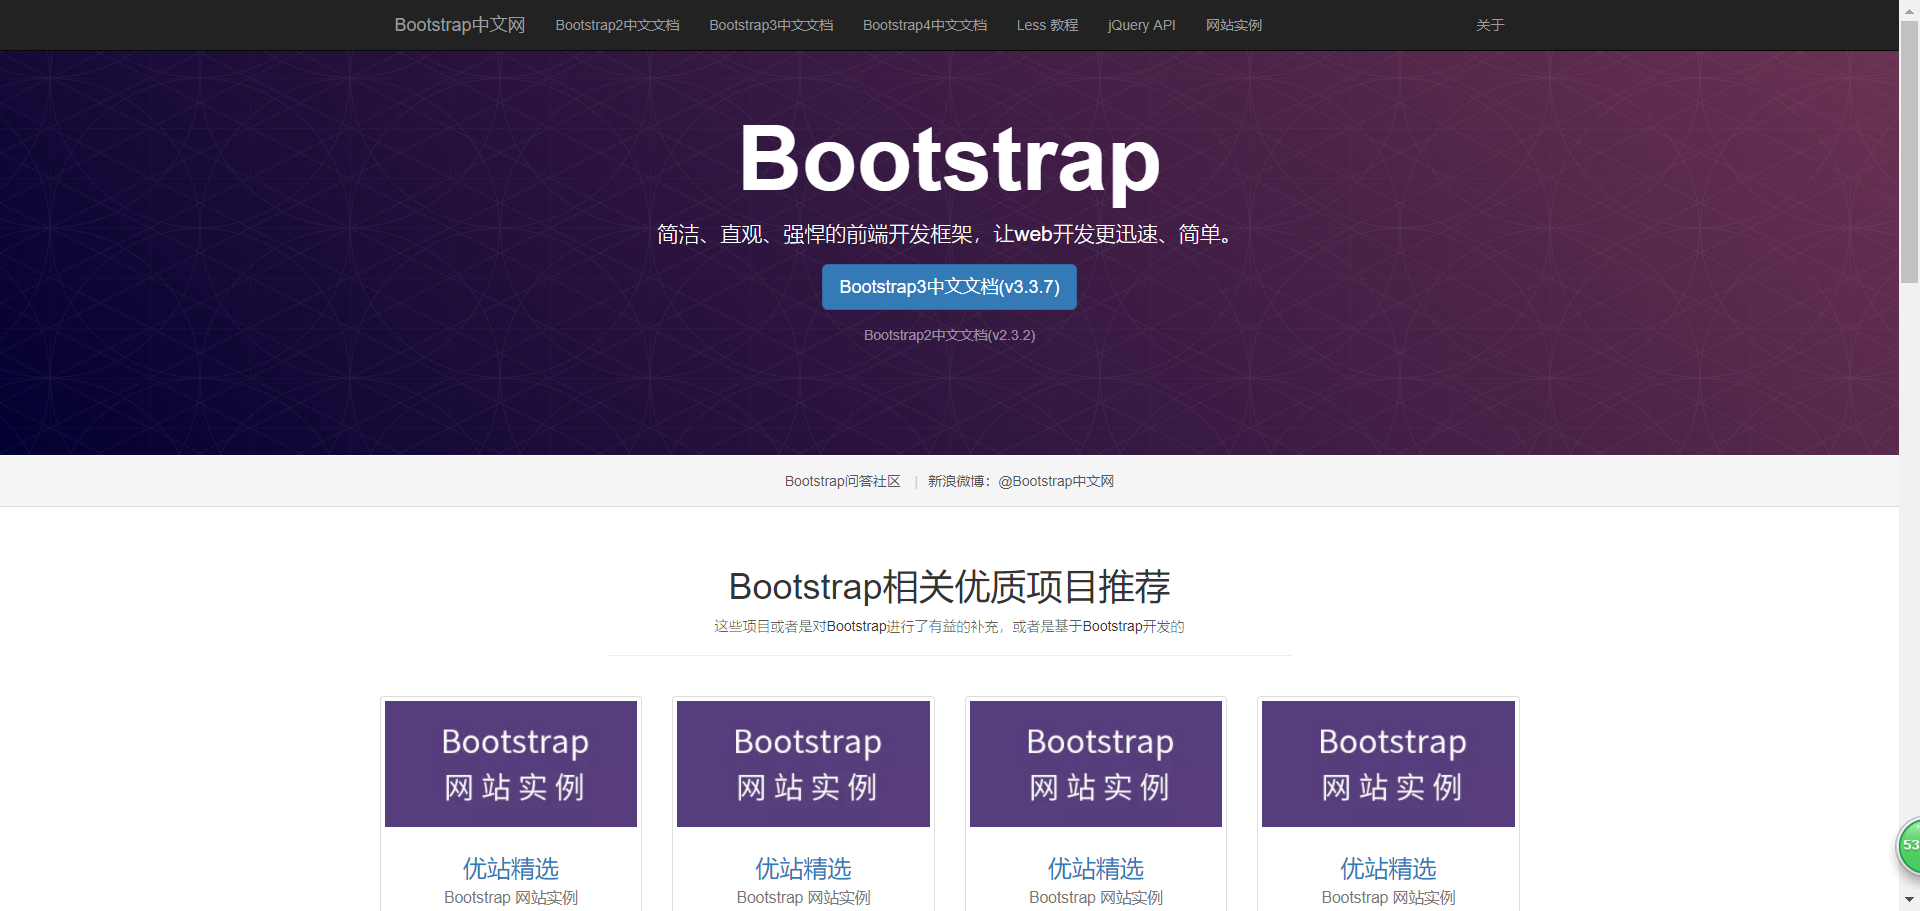 Bootstrap中文网 Bootstrap2中文文档 Bootstrap3中文文档 Bootstrap4中文文档 Less 教程 jQuery API 网站实例 关于
Bootstrap
简洁、直观、强悍的前端开发框架，让web开发更迅速、简单。
Bootstrap3中文文档(v3.3.7)
Bootstrap2中文文档(v2.3.2)
Bootstrap问答社区 | 新浪微博：@Bootstrap中文网
Bootstrap相关优质项目推荐
这些项目或者是对Bootstrap进行了有益的补充，或者是基于Bootstrap开发的
Bootstrap Bootstrap Bootstrap Bootstrap
网站实例 网站实例 网站实例 网站实例
优站精选 优站精选 优站精选 优站精选
Bootstrap 网站实例 Bootstrap 网站实例 Bootstrap 网站实例 Bootstrap 网站实例
53